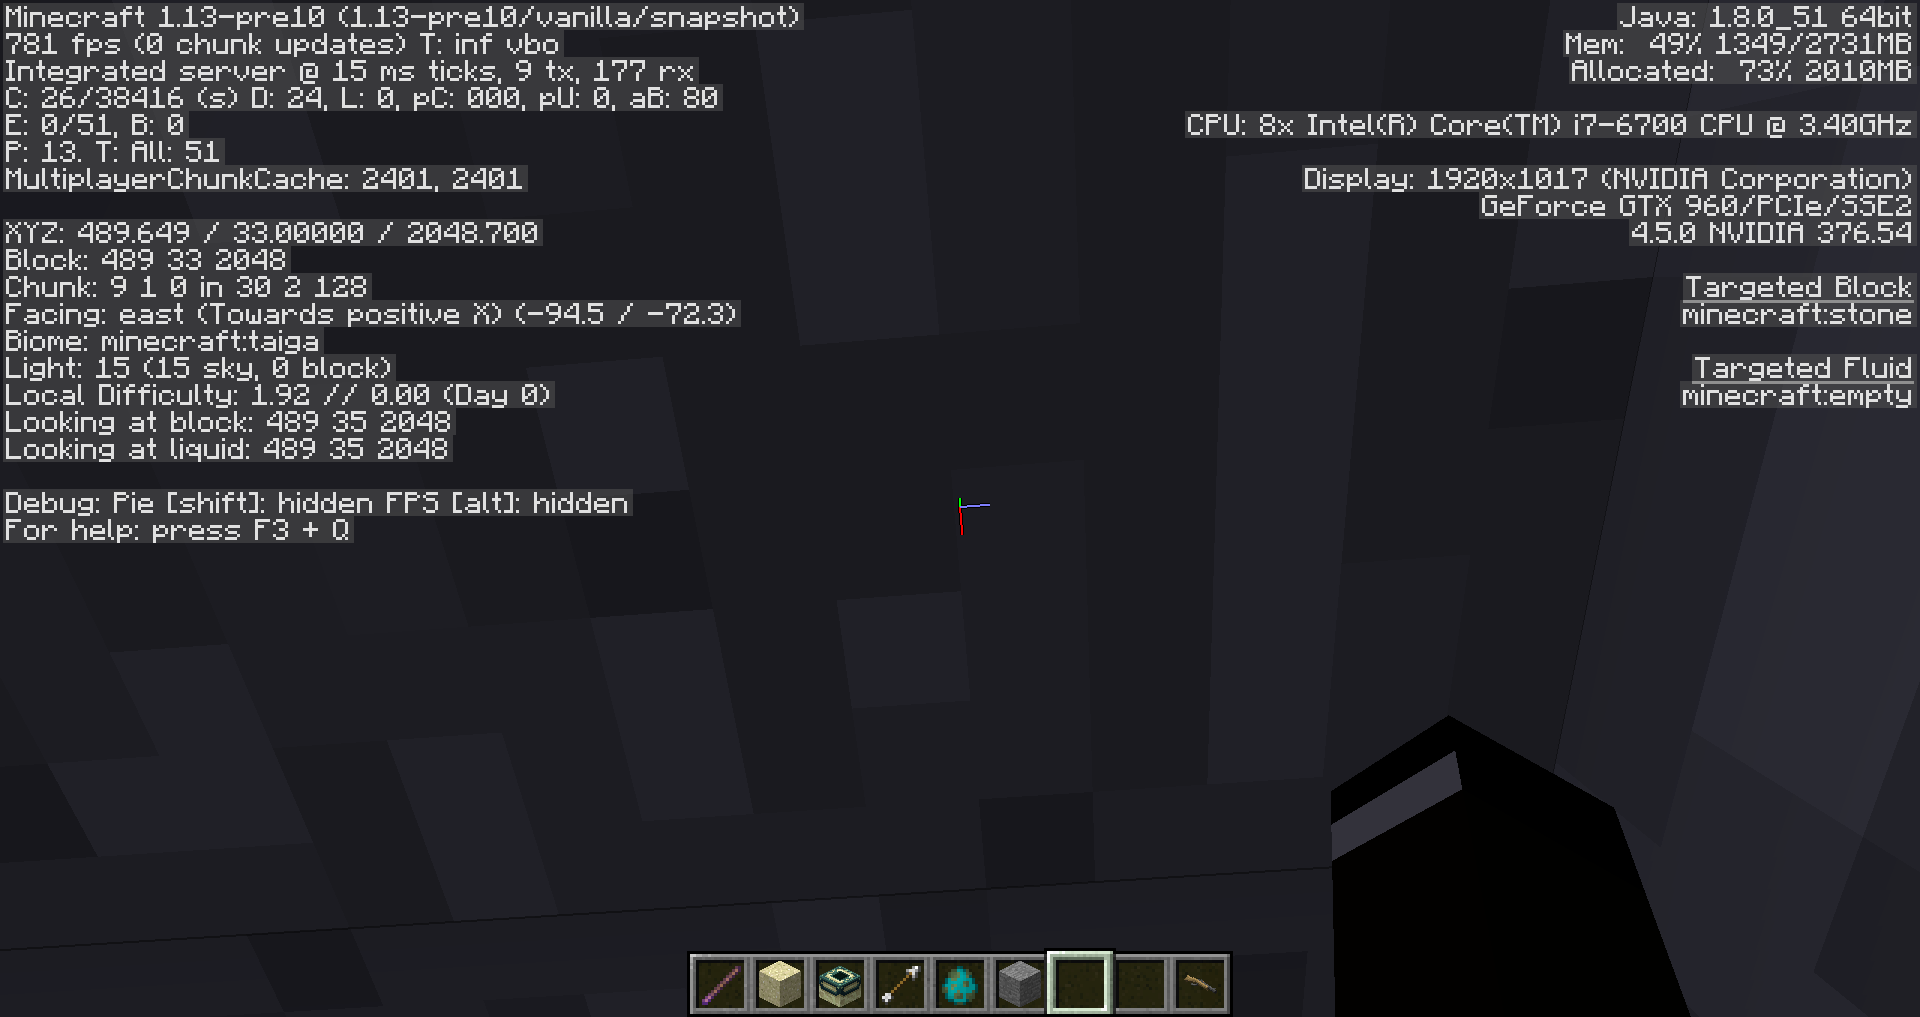 Minecraft 1.13-pre10 (1.13-pre10/vanilla/snapshot)
781 fps (0 chunk updates) T: inf vbo
Integrated server @ 15 ms ticks, 9 tx, 177 rx
C: 26/38416 (s) D: 24, L: 0, pC: 000, pU: 0, aB: 80
E: 0/51, B: 0
P: 13. T: All: 51
MultiplayerChunkCache: 2401, 2401
XYZ: 489.649 / 33.00000 / 2048.700
Block: 489 33 2048
Chunk: 9 1 0 in 30 2 128
Facing: east (Towards positive X) (-94.5 / -72.3)
Biome: minecraft:taiga
Light: 15 (15 sky, 0 block)
Local Difficulty: 1.92 // 0.00 (Day 0)
Looking at block: 489 35 2048
Looking at liquid: 489 35 2048
Debug: Pie [shift]: hidden FPS [alt]: hidden
For help: press F3 + Q
Java: 1.8.0_51 64bit
Mem: 49% 1349/2731MB
Allocated: 73% 2010MB
CPU: 8x Intel(R) Core(TM) i7-6700 CPU @ 3.40GHz
Display: 1920x1017 (NVIDIA Corporation)
GeForce GTX 960/PCIe/SSE2
4.5.0 NVIDIA 376.54
Targeted Block
minecraft:stone
Targeted Fluid
minecraft:empty